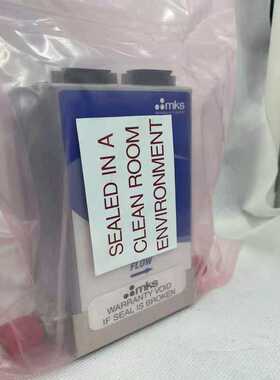 mks
SEALED IN A
CLEAN ROOM
ENVIRONMENT
FLOW
mks
WARRANTY VOID
IF SEAL IS BROKEN